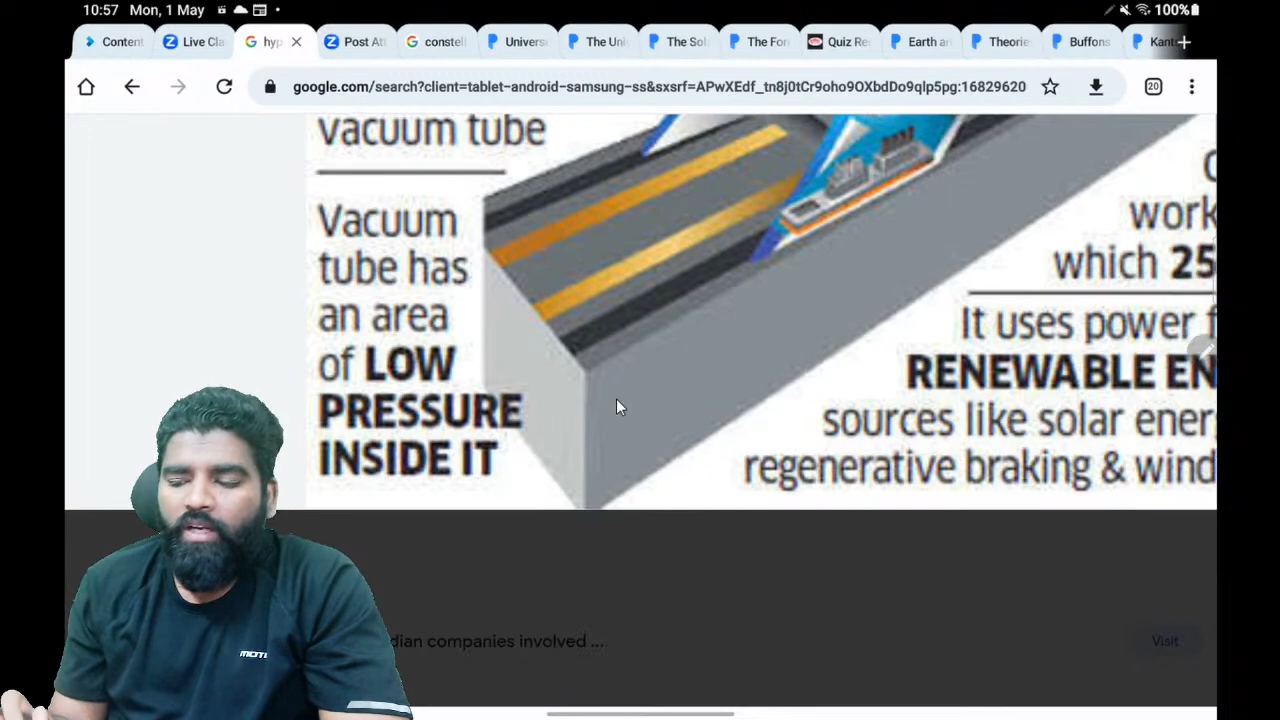 10:57 Mon, 1 May
100%
Content
Live Cla
hyp
Post Att
constell
Univers
The Uni
The Sol
The For
Quiz Re
Earth an
Theorie
Buffons
Kant
google.com/search?client=tablet-android-samsung-ss&sxsrf=APwXEdf_tn8j0tCr9oho9OXbdDo9qlp5pg:16829620
20
vacuum tube
Vacuum
tube has
an area
of LOW
PRESSURE
INSIDE IT
work
which 25
It uses power f
RENEWABLE EN
sources like solar energ
regenerative braking & wind
dian companies involved ...
Visit
MOTI